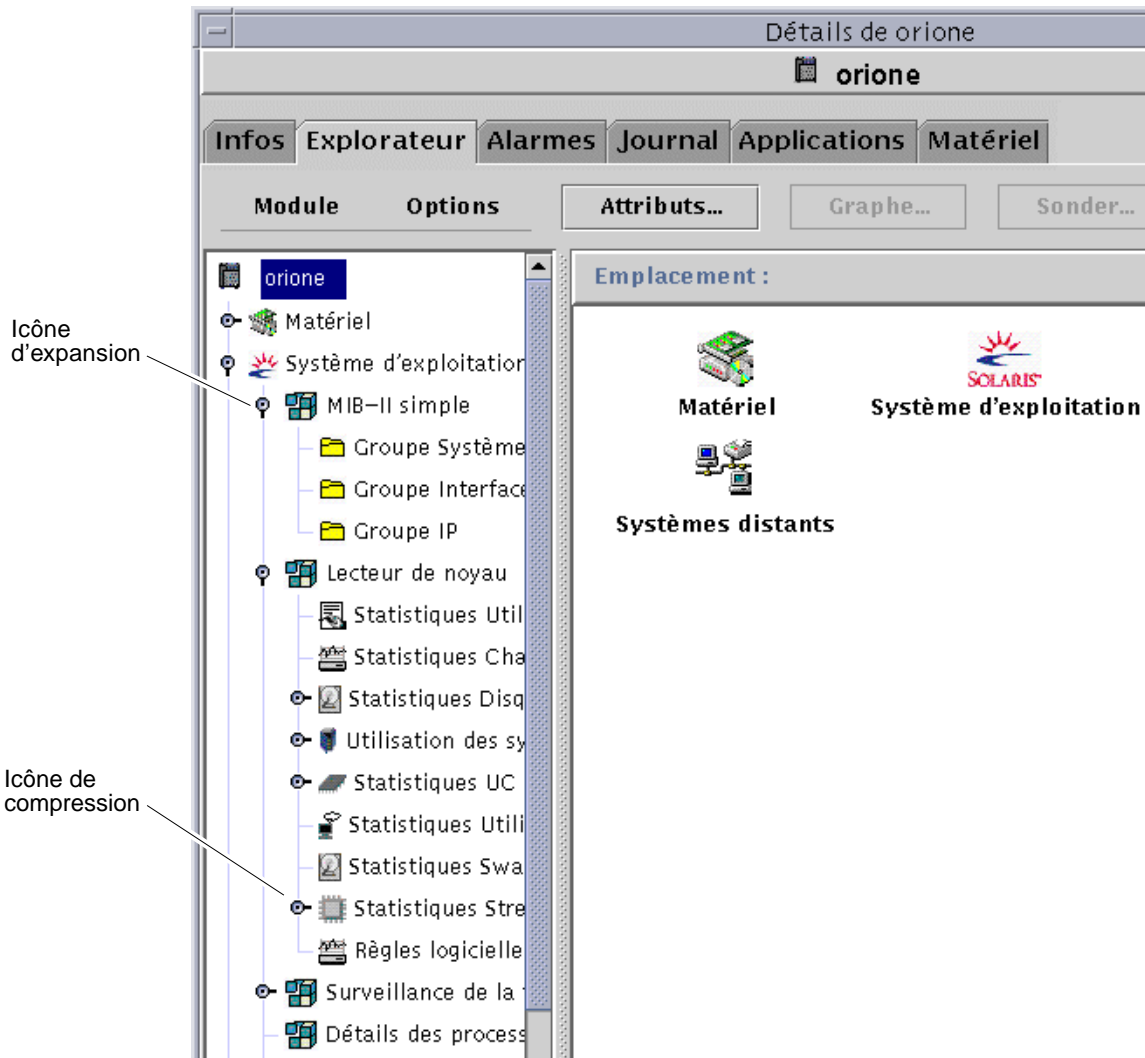 Détails de orione
orione
Infos Explorateur Alarmes Journal Applications Matériel
Module Options Attributs... Graphe... Sonder...
orione
Matériel
Système d'exploitation
MIB–II simple
Groupe Système
Groupe Interface
Groupe IP
Lecteur de noyau
Statistiques Util
Statistiques Cha
Statistiques Disq
Utilisation des sy
Statistiques UC
Statistiques Utili
Statistiques Swa
Statistiques Stre
Règles logicielle
Surveillance de la
Détails des process
Emplacement :
Matériel
SOLARIS
Système d'exploitation
Systèmes distants
Icône
d'expansion
Icône de
compression